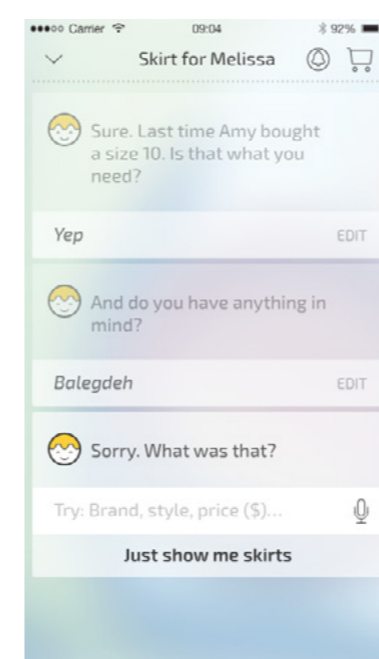 ●●●●○ Carrier 09:04 92%
Skirt for Melissa
Sure. Last time Amy bought
a size 10. Is that what you
need?
Yep EDIT
And do you have anything in
mind?
Balegdeh EDIT
Sorry. What was that?
Try: Brand, style, price ($)...
Just show me skirts